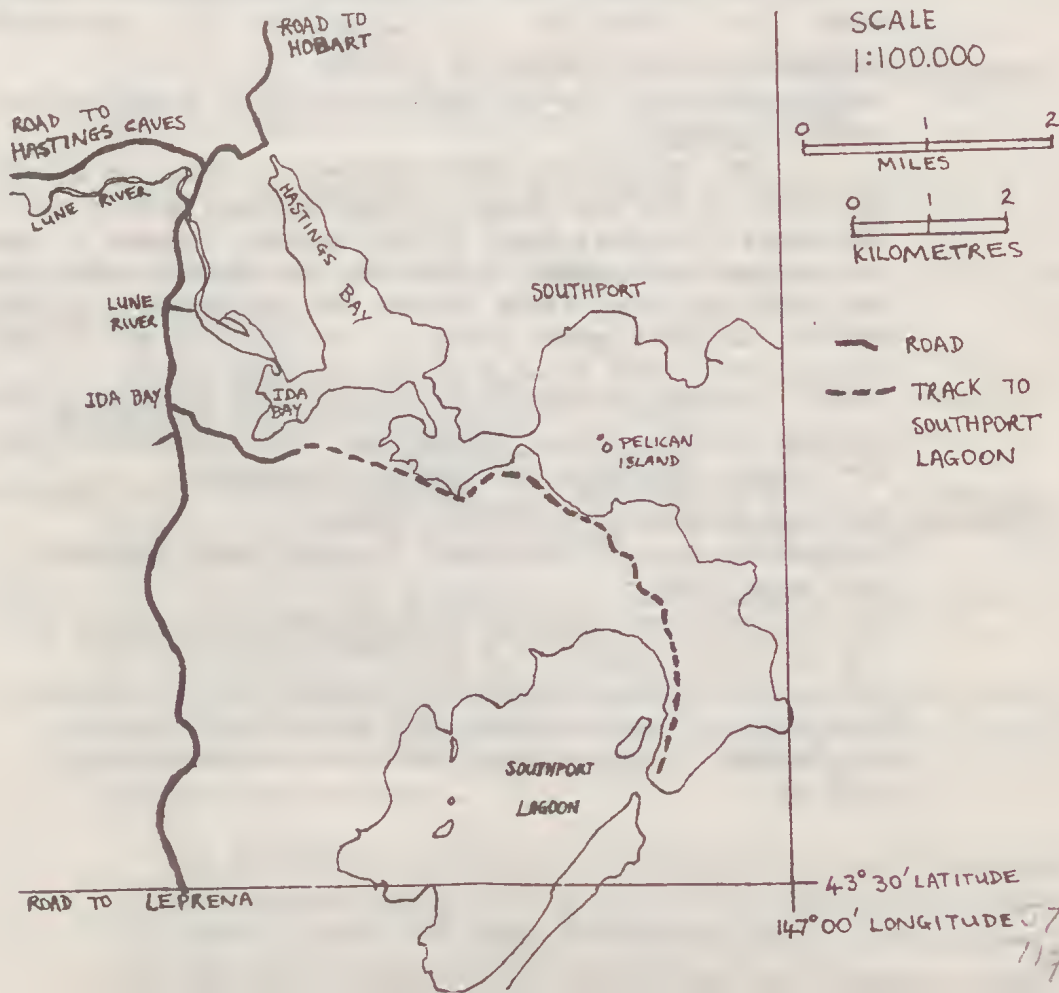 ROAD TO
HOBART
SCALE
1:100.000
ROAD TO
HASTINGS CAVES
LUNE RIVER
0 1 2
MILES
0 1 2
KILOMETRES
HASTINGS BAY
SOUTHPORT
LUNE
RIVER
ROAD
IDA BAY
IDA
BAY
TRACK TO
SOUTHPORT
LAGOON
PELICAN
ISLAND
SOUTHPORT
LAGOON
43°30' LATITUDE
ROAD TO LEPRENA
147°00' LONGITUDE